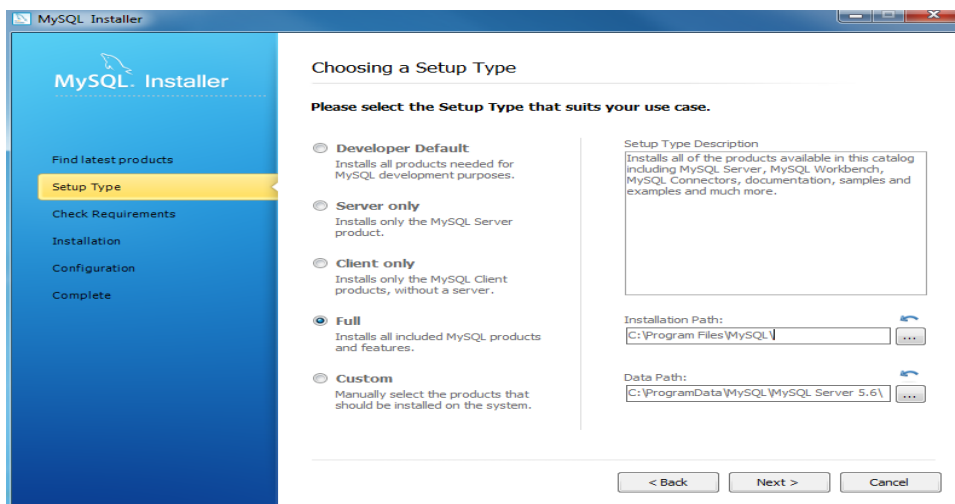 MySQL Installer
MySQL. Installer
Find latest products
Setup Type
Check Requirements
Installation
Configuration
Complete
Choosing a Setup Type
Please select the Setup Type that suits your use case.
Developer Default
Installs all products needed for
MySQL development purposes.
Server only
Installs only the MySQL Server
product.
Client only
Installs only the MySQL Client
products, without a server.
Full
Installs all included MySQL products
and features.
Custom
Manually select the products that
should be installed on the system.
Setup Type Description
Installs all of the products available in this catalog
including MySQL Server, MySQL Workbench,
MySQL Connectors, documentation, samples and
examples and much more.
Installation Path:
C:\Program Files\MySQL\
...
Data Path:
C:\ProgramData\MySQL\MySQL Server 5.6\
...
< Back
Next >
Cancel